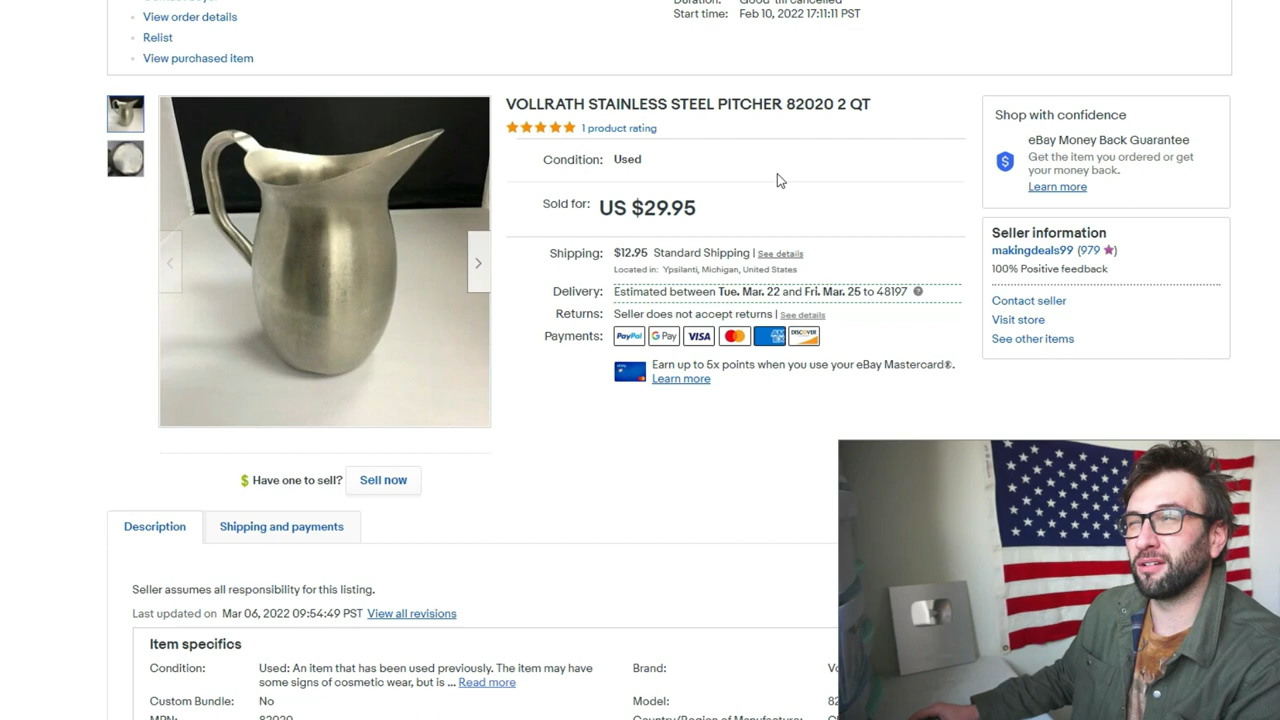 View order details
Start time: Feb 10, 2022 17:11:11 PST
Relist
View purchased item
VOLLRATH STAINLESS STEEL PITCHER 82020 2 QT
1 product rating
Condition: Used
Sold for: US $29.95
Shipping: $12.95 Standard Shipping | See details
Located in: Ypsilanti, Michigan, United States
Delivery: Estimated between Tue. Mar. 22 and Fri. Mar. 25 to 48197
Returns: Seller does not accept returns | See details
Payments: PayPal G Pay VISA DISCOVER
Earn up to 5x points when you use your eBay Mastercard®.
Learn more
Shop with confidence
eBay Money Back Guarantee
Get the item you ordered or get
your money back.
Learn more
Seller information
makingdeals99 (979 )
100% Positive feedback
Contact seller
Visit store
See other items
$ Have one to sell? Sell now
Description
Shipping and payments
Seller assumes all responsibility for this listing.
Last updated on Mar 06, 2022 09:54:49 PST View all revisions
Item specifics
Condition: Used: An item that has been used previously. The item may have
some signs of cosmetic wear, but is ... Read more
Brand:
Custom Bundle: No
Model: